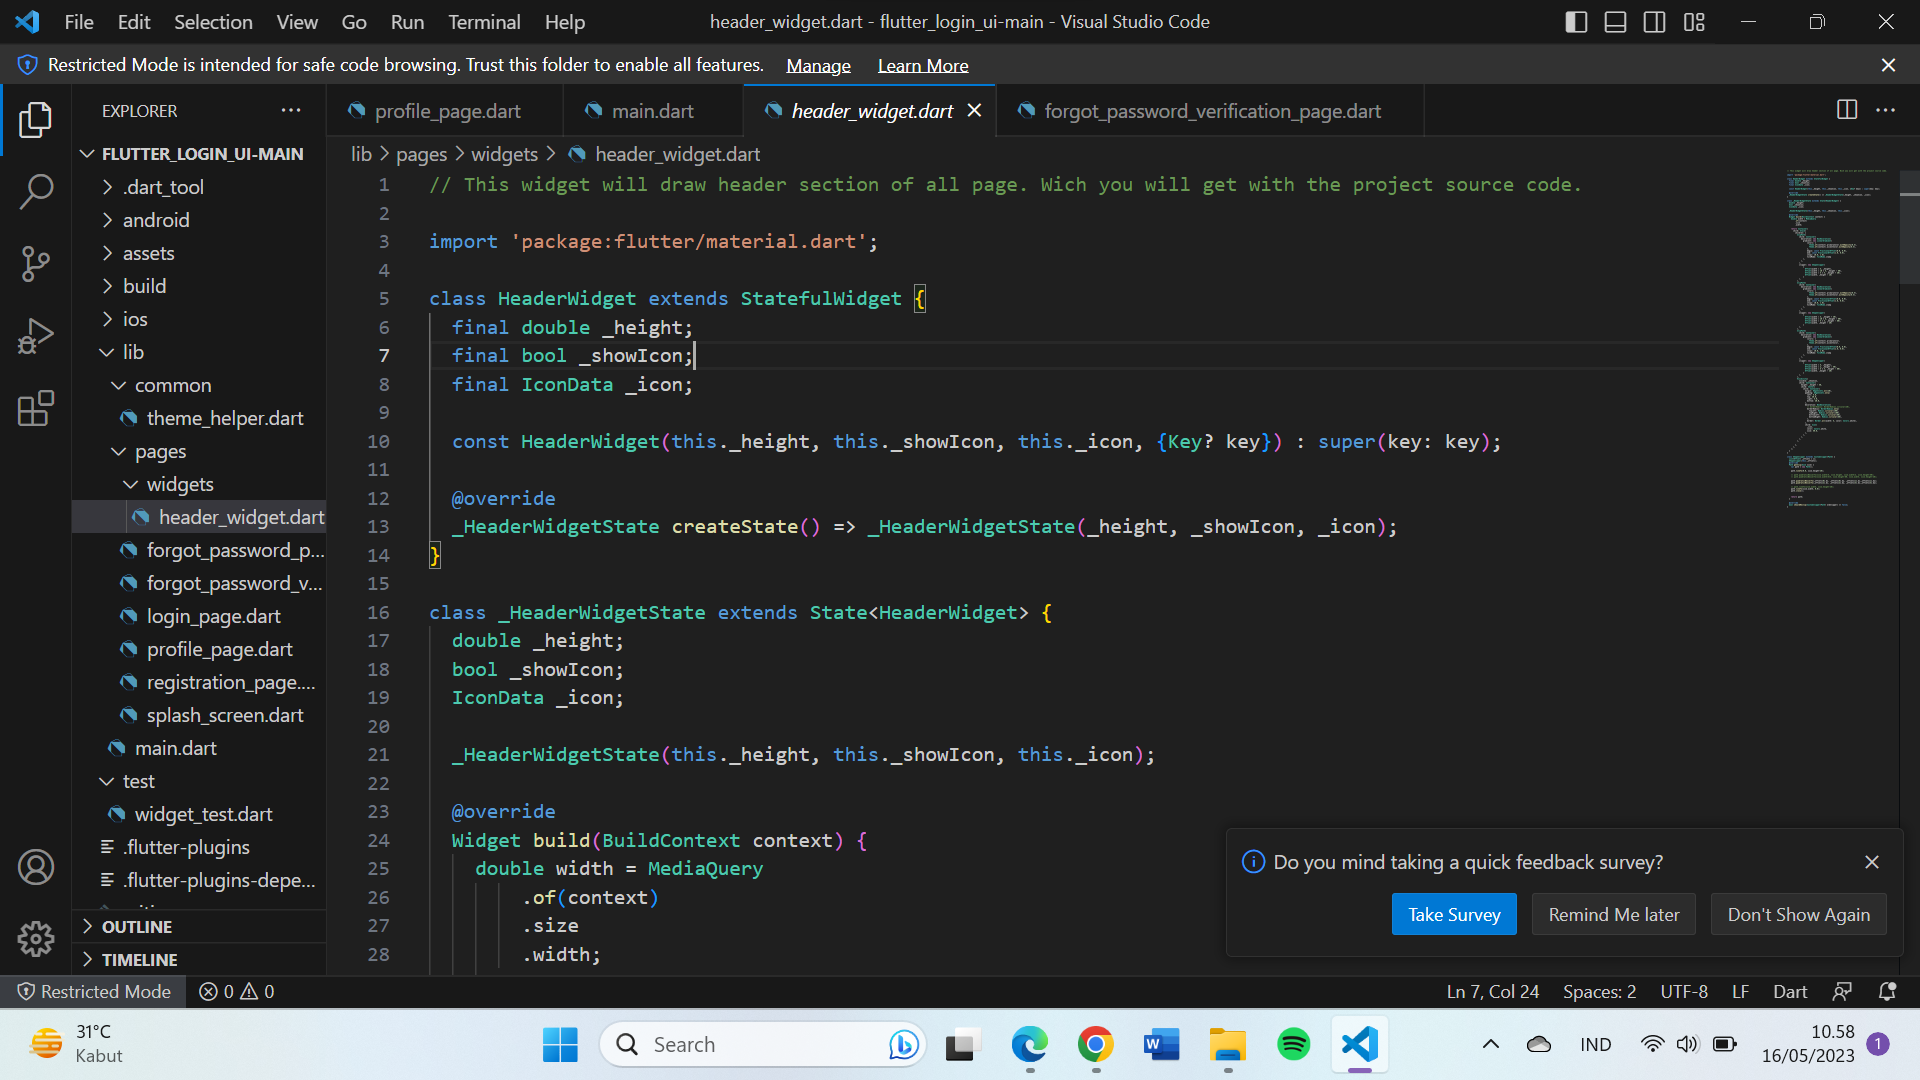 File Edit Selection View Go Run Terminal Help
header_widget.dart - flutter_login_ui-main - Visual Studio Code
Restricted Mode is intended for safe code browsing. Trust this folder to enable all features. Manage Learn More
EXPLORER
FLUTTER_LOGIN_UI-MAIN
.dart_tool
android
assets
build
ios
lib
common
theme_helper.dart
pages
widgets
header_widget.dart
forgot_password_p...
forgot_password_v...
login_page.dart
profile_page.dart
registration_page....
splash_screen.dart
main.dart
test
widget_test.dart
.flutter-plugins
.flutter-plugins-depe...
OUTLINE
TIMELINE
profile_page.dart main.dart header_widget.dart forgot_password_verification_page.dart
lib > pages > widgets > header_widget.dart
1 // This widget will draw header section of all page. Wich you will get with the project source code.
2
3 import 'package:flutter/material.dart';
4
5 class HeaderWidget extends StatefulWidget {
6 final double _height;
7 final bool _showIcon;
8 final IconData _icon;
9
10 const HeaderWidget(this._height, this._showIcon, this._icon, {Key? key}) : super(key: key);
11
12 @override
13 _HeaderWidgetState createState() => _HeaderWidgetState(_height, _showIcon, _icon);
14 }
15
16 class _HeaderWidgetState extends State<HeaderWidget> {
17 double _height;
18 bool _showIcon;
19 IconData _icon;
20
21 _HeaderWidgetState(this._height, this._showIcon, this._icon);
22
23 @override
24 Widget build(BuildContext context) {
25 double width = MediaQuery
26 .of(context)
27 .size
28 .width;
Do you mind taking a quick feedback survey?
Take Survey Remind Me later Don't Show Again
Restricted Mode 0 0
Ln 7, Col 24 Spaces: 2 UTF-8 LF Dart
31°C
Kabut
Search
IND
10.58
16/05/2023
1